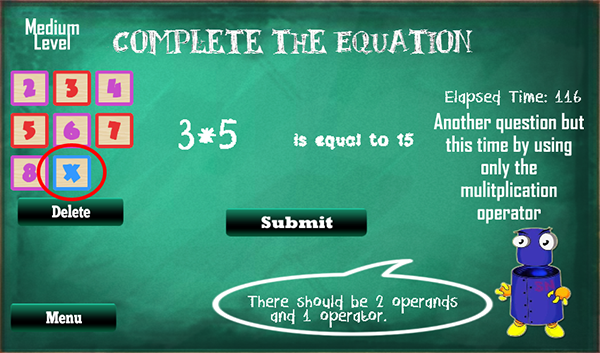 Medium
Level
COMPLETE THE EQUATION
2 3 4
5 6 7
8 X
Delete
3*5 is equal to 15
Elapsed Time: 116
Another question but
this time by using
only the
mulitplication
operator
Submit
There should be 2 operands
and 1 operator.
Menu